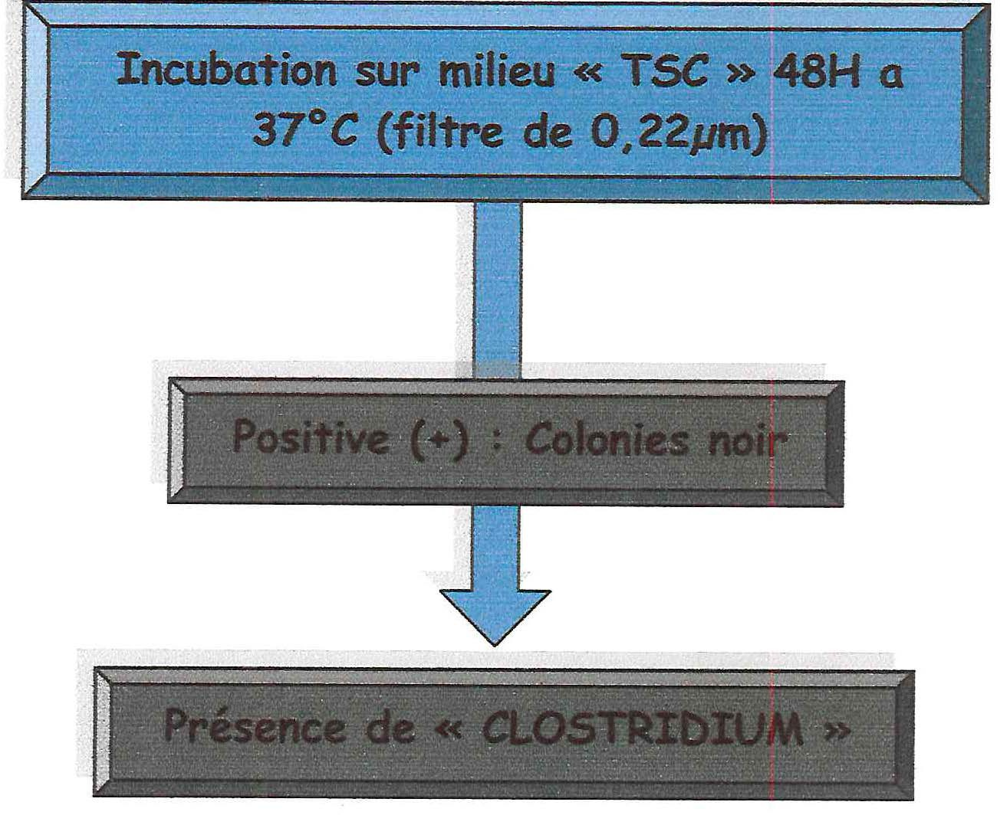 Incubation sur milieu « TSC » 48H a
37°C (filtre de 0,22µm)
Positive (+) : Colonies noir
Présence de « CLOSTRIDIUM »